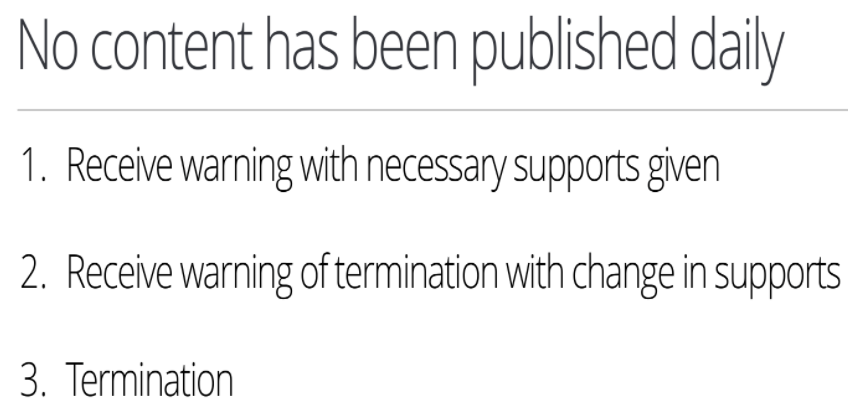 No content has been published daily
1. Receive warning with necessary supports given
2. Receive warning of termination with change in supports
3. Termination